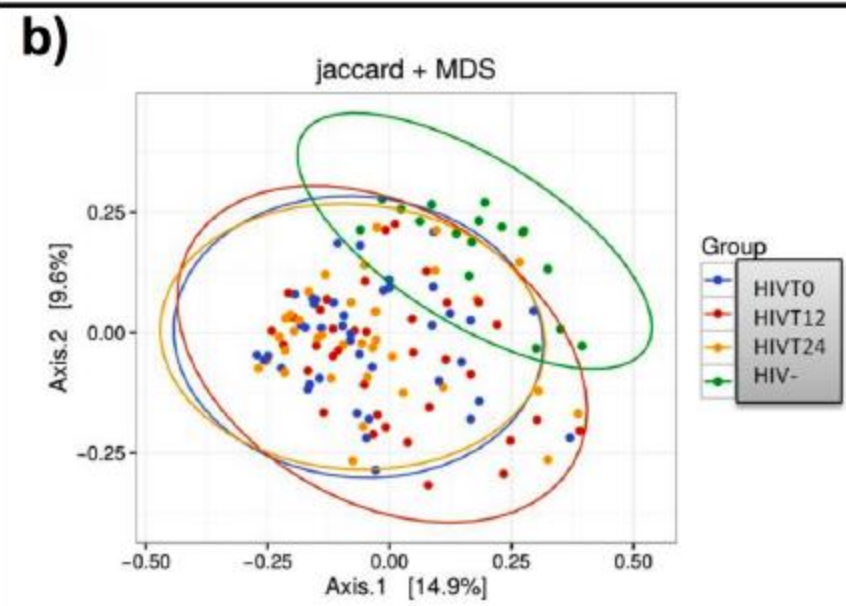 b)
jaccard + MDS
0.25
0.00
−0.25
Axis.2 [9.6%]
−0.50
−0.25
0.00
0.25
0.50
Axis.1 [14.9%]
Group
HIVT0
HIVT12
HIVT24
HIV-